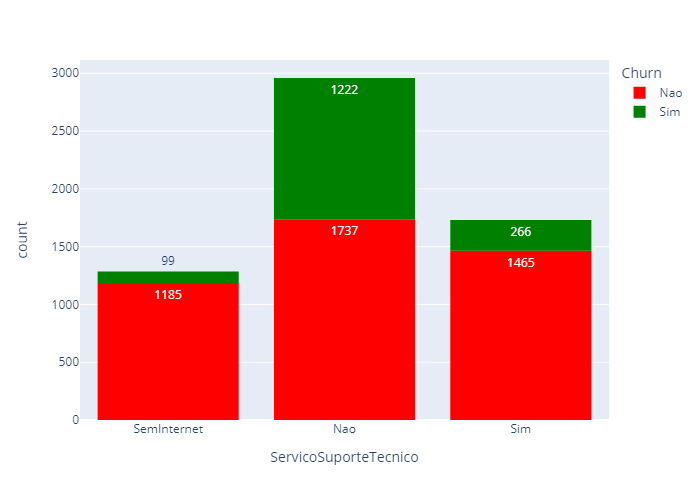 Churn
Nao
Sim
count
3000
2500
2000
1500
1000
500
0
99
1185
1222
1737
266
1465
SemInternet
Nao
Sim
ServicoSuporteTecnico